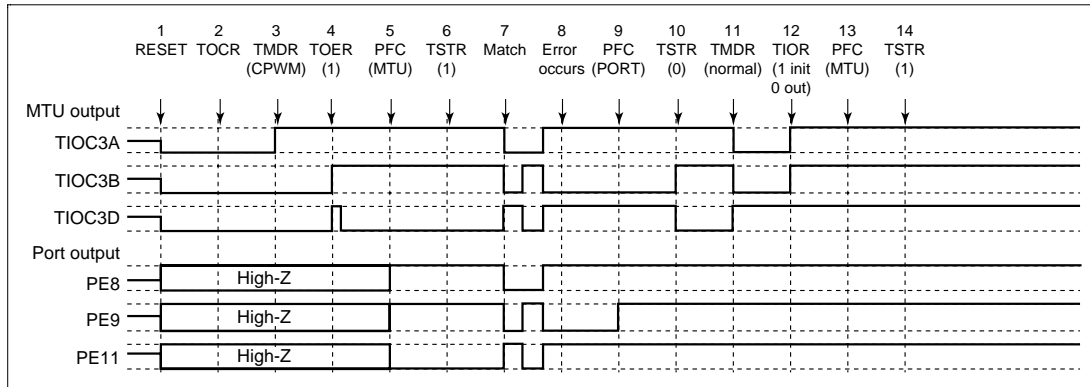 1 2 3 4 5 6 7 8 9 10 11 12 13 14
RESET TOCR TMDR TOER PFC TSTR Match Error PFC TSTR TMDR TIOR PFC TSTR
(CPWM) (1) (MTU) (1) occurs (PORT) (0) (normal) (1 init (MTU) (1)
0 out)
MTU output
TIOC3A
TIOC3B
TIOC3D
Port output
PE8 High-Z
PE9 High-Z
PE11 High-Z